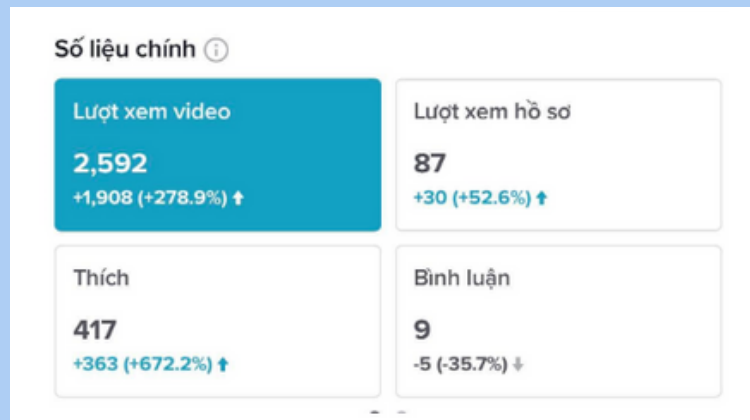 Số liệu chính
Lượt xem video
2,592
+1,908 (+278.9%)
Lượt xem hồ sơ
87
+30 (+52.6%)
Thích
417
+363 (+672.2%)
Bình luận
9
-5 (-35.7%)